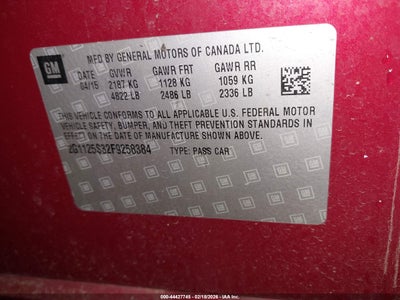 GM
MFD BY GENERAL MOTORS OF CANADA LTD.
DATE GVWR GAWR FRT GAWR RR
04/15 2187 KG 1128 KG 1059 KG
4822 LB 2486 LB 2336 LB
THIS VEHICLE CONFORMS TO ALL APPLICABLE U.S. FEDERAL MOTOR
VEHICLE SAFETY, BUMPER, AND THEFT PREVENTION STANDARDS IN
EFFECT ON THE DATE OF MANUFACTURE SHOWN ABOVE.
2G1125S32F9258384 TYPE: PASS CAR
000-44427745 - 02/18/2026 - IAA Inc.